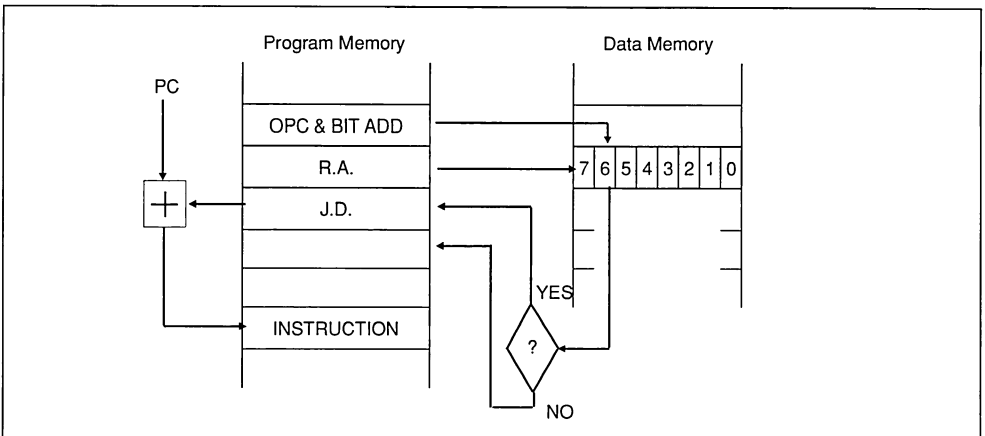 Program Memory
Data Memory
PC
OPC & BIT ADD
R.A.
7 6 5 4 3 2 1 0
+
J.D.
YES
INSTRUCTION
?
NO